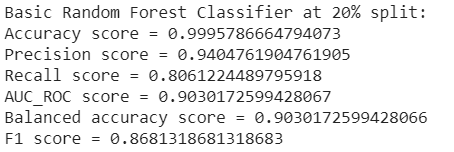 Basic Random Forest Classifier at 20% split:
Accuracy score = 0.9995786664794073
Precision score = 0.9404761904761905
Recall score = 0.8061224489795918
AUC_ROC score = 0.9030172599428067
Balanced accuracy score = 0.9030172599428066
F1 score = 0.8681318681318683